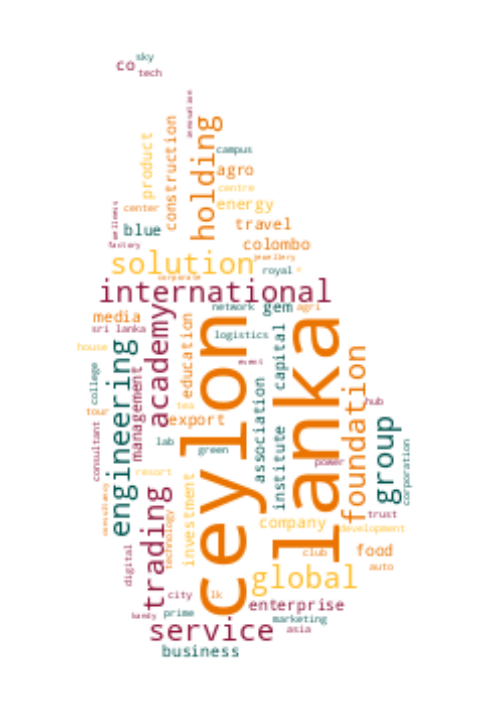 sky
co
tech
innovation
holding
construction
product
campus
agro
centre
energy
center
wellness
blue
travel
factory
colombo
jewellery
solution
royal
corporate
international
network
gem
agri
media
academy
sri lanka
logistics
education
ceylon
lanka
capital
house
engineering
management
event
foundation
college
association
tea
hub
tour
export
group
institute
consultant
lab
green
power
corporation
resort
investment
trading
consultancy
technology
trust
company
development
club
food
digital
auto
global
city
lk
enterprise
handy
prime
marketing
service
asia
business